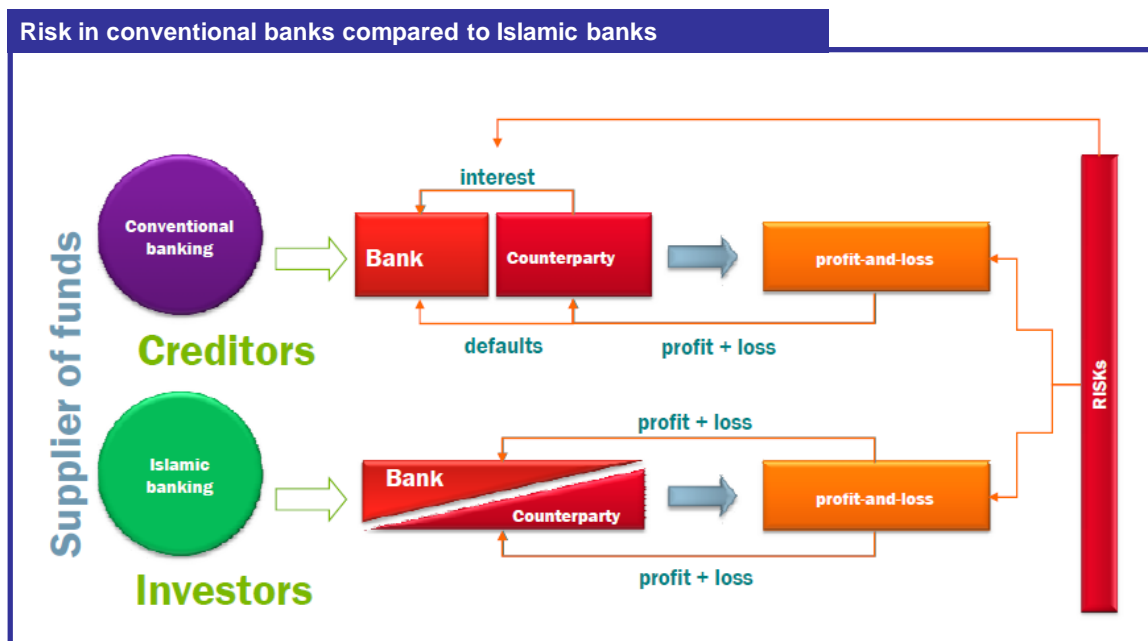 Risk in conventional banks compared to Islamic banks
Supplier of funds
Conventional
banking
Creditors
interest
Bank
Counterparty
defaults
profit-and-loss
profit + loss
Islamic
banking
Investors
Bank
Counterparty
profit + loss
profit-and-loss
profit + loss
RISKs